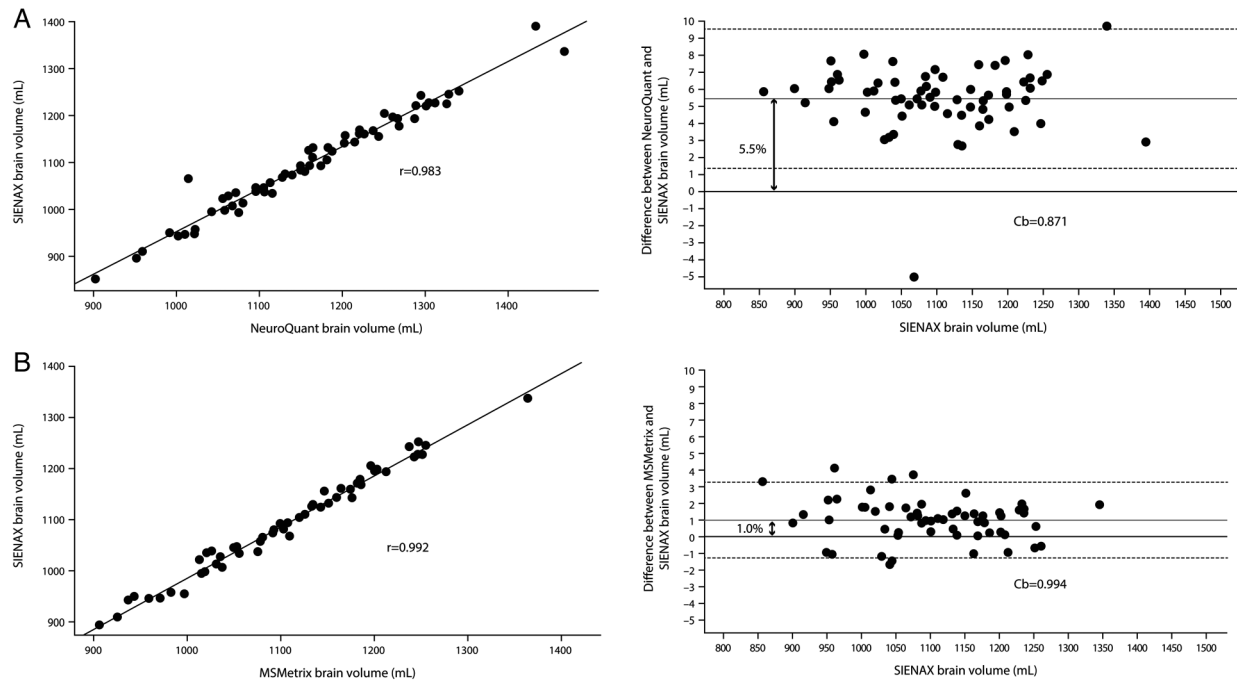 A
1400
1300
1200
1100
1000
900
SIENAX brain volume (mL)
r=0.983
900 1000 1100 1200 1300 1400
NeuroQuant brain volume (mL)
10
9
8
7
6
5
4
3
2
1
0
−1
−2
−3
−4
−5
Difference between NeuroQuant and
SIENAX brain volume (mL)
5.5%
Cb=0.871
800 850 900 950 1000 1050 1100 1150 1200 1250 1300 1350 1400 1450 1500
SIENAX brain volume (mL)
B
1400
1300
1200
1100
1000
900
SIENAX brain volume (mL)
r=0.992
900 1000 1100 1200 1300 1400
MSMetrix brain volume (mL)
10
9
8
7
6
5
4
3
2
1
0
−1
−2
−3
−4
−5
Difference between MSMetrix and
SIENAX brain volume (mL)
1.0%
Cb=0.994
800 850 900 950 1000 1050 1100 1150 1200 1250 1300 1350 1400 1450 1500
SIENAX brain volume (mL)